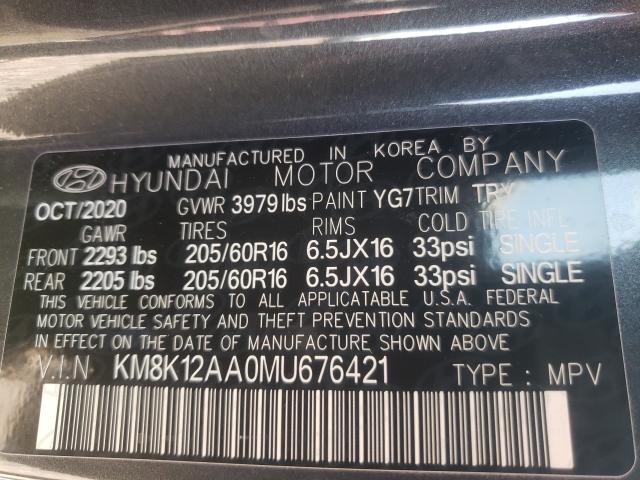 MANUFACTURED IN KOREA BY
HYUNDAI MOTOR COMPANY
OCT/2020 GVWR 3979 lbs PAINT YG7 TRIM TRY
GAWR TIRES RIMS COLD TIRE INFL.
FRONT 2293 lbs 205/60R16 6.5JX16 33psi SINGLE
REAR 2205 lbs 205/60R16 6.5JX16 33psi SINGLE
THIS VEHICLE CONFORMS TO ALL APPLICABLE U.S.A. FEDERAL
MOTOR VEHICLE SAFETY AND THEFT PREVENTION STANDARDS
IN EFFECT ON THE DATE OF MANUFACTURE SHOWN ABOVE
V.I.N KM8K12AA0MU676421 TYPE : MPV